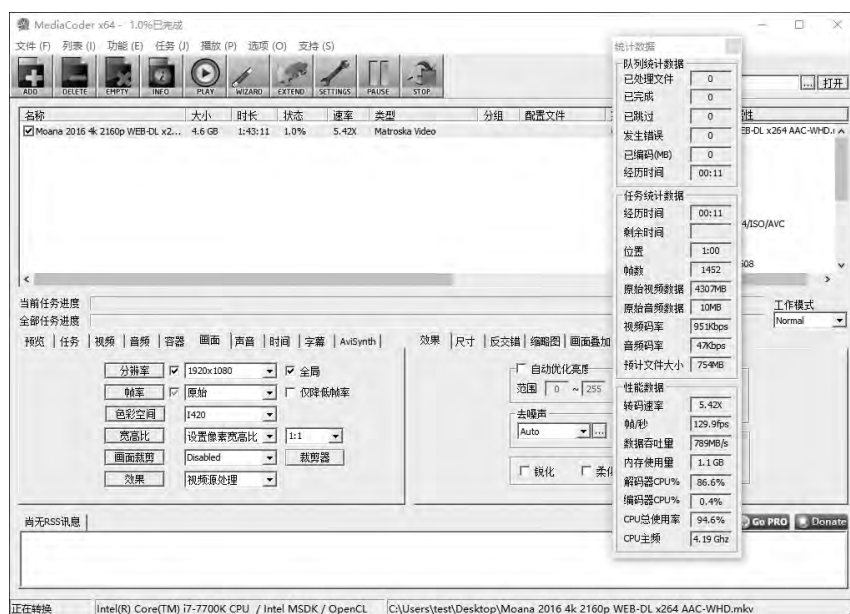 MediaCoder x64 - 1.0%已完成
文件 (F) 列表 (I) 功能 (E) 任务 (J) 播放 (P) 选项 (O) 支持 (S)
ADD DELETE EMPTY INFO PLAY WIZARD EXTEND SETTINGS PAUSE STOP
... 打开
名称 大小 时长 状态 速率 类型 分组 配置文件
Moana 2016 4k 2160p WEB-DL x2... 4.6 GB 1:43:11 1.0% 5.42X Matroska Video
4/ISO/AVC
当前任务进度
全部任务进度
工作模式
Normal
预览 任务 视频 音频 容器 画面 声音 时间 字幕 AviSynth
分辨率 1920x1080 全局
帧率 原始 仅降低帧率
色彩空间 I420
宽高比 设置像素宽高比 1:1
画面裁剪 Disabled 裁剪器
效果 视频源处理
效果 尺寸 反交错 缩略图 画面叠加
自动优化亮度
范围 0 ~ 255
去噪声
Auto ...
锐化
统计数据
队列统计数据
已处理文件 0
已完成 0
已跳过 0
发生错误 0
已编码(MB) 0
经历时间 00:11
任务统计数据
经历时间 00:11
剩余时间
位置 1:00
帧数 1452
原始视频数据 4307MB
原始音频数据 10MB
视频码率 951Kbps
音频码率 47Kbps
预计文件大小 754MB
性能数据
转码速率 5.42X
帧/秒 129.9fps
数据吞吐量 789MB/s
内存使用量 1.1 GB
解码器CPU% 86.6%
编码器CPU% 0.4%
CPU总使用率 94.6%
CPU主频 4.19 Ghz
尚无RSS讯息
Go PRO Donate
正在转换 Intel(R) Core(TM) i7-7700K CPU / Intel MSDK / OpenCL C:\Users\test\Desktop\Moana 2016 4k 2160p WEB-DL x264 AAC-WHD.mkv